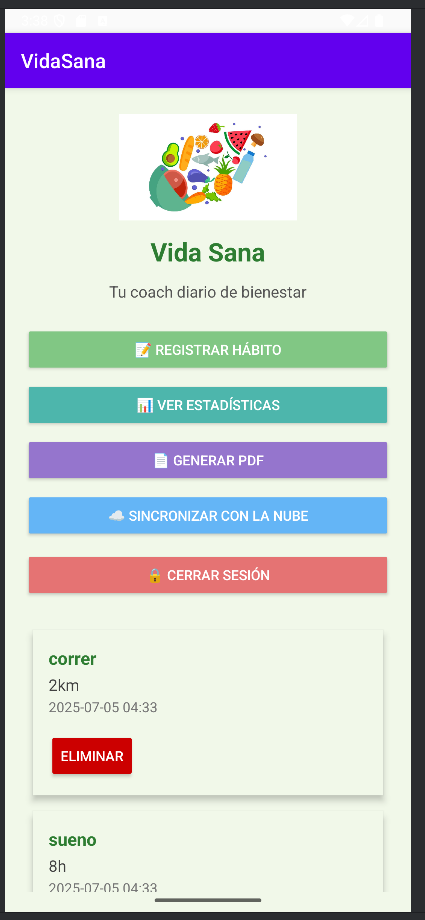 VidaSana
Vida Sana
Tu coach diario de bienestar
REGISTRAR HÁBITO
VER ESTADÍSTICAS
GENERAR PDF
SINCRONIZAR CON LA NUBE
CERRAR SESIÓN
correr
2km
2025-07-05 04:33
ELIMINAR
sueno
8h
2025-07-05 04:33